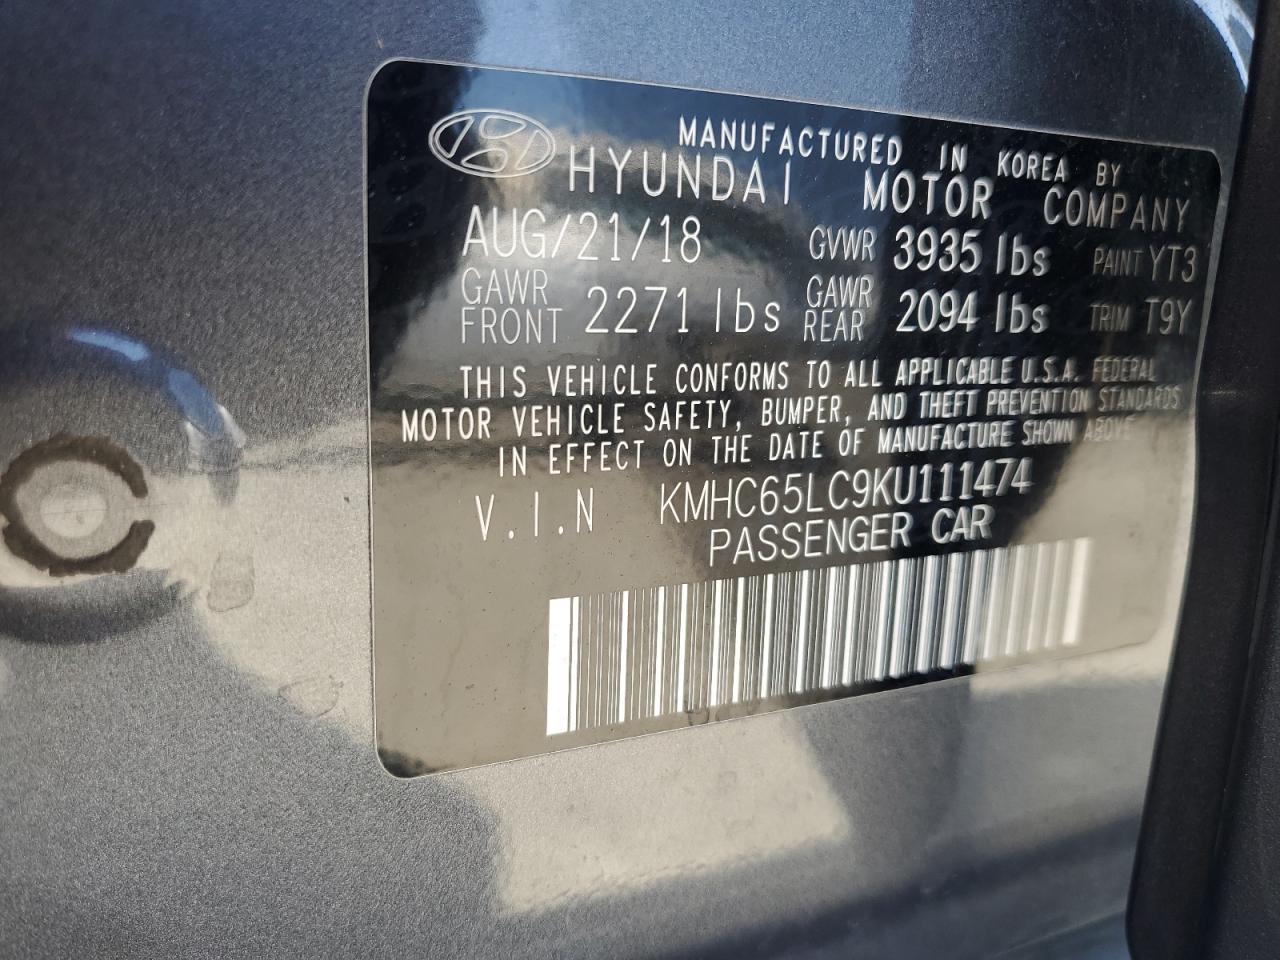 MANUFACTURED IN KOREA BY
HYUNDAI MOTOR COMPANY
AUG/21/18 GVWR 3935 lbs PAINT YT3
GAWR FRONT 2271 lbs GAWR REAR 2094 lbs TRIM T9Y
THIS VEHICLE CONFORMS TO ALL APPLICABLE U.S.A. FEDERAL
MOTOR VEHICLE SAFETY, BUMPER, AND THEFT PREVENTION STANDARDS
IN EFFECT ON THE DATE OF MANUFACTURE SHOWN ABOVE
V.I.N KMHC65LC9KU111474
PASSENGER CAR